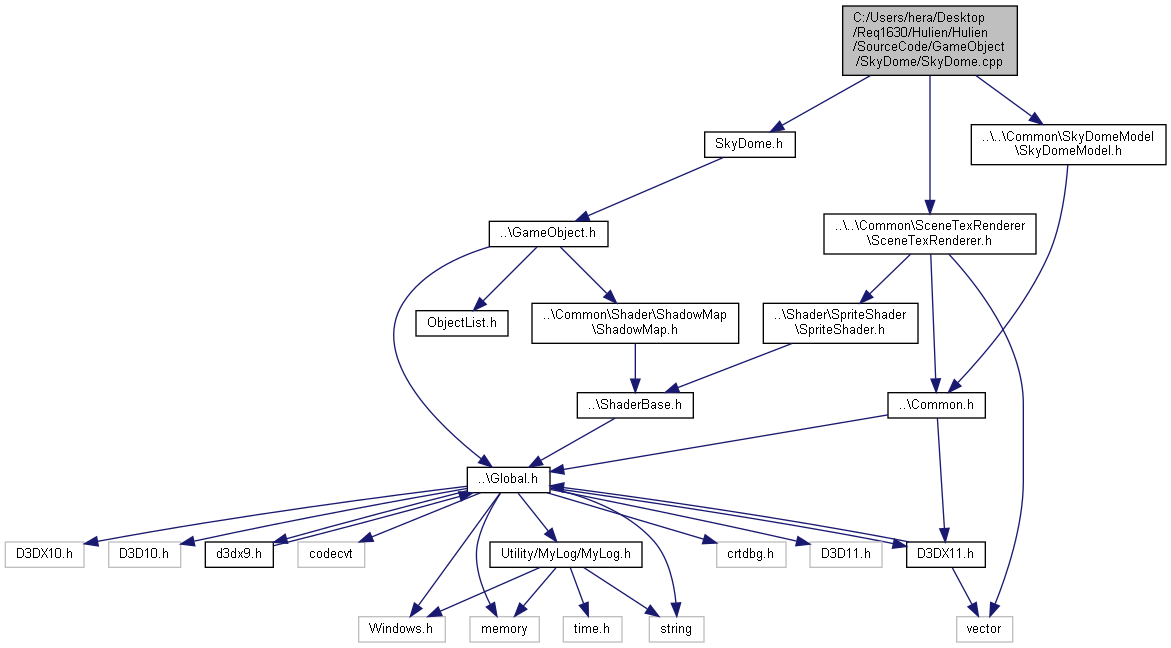 C:/Users/hera/Desktop
/Req1630/Hulien/Hulien
/SourceCode/GameObject
/SkyDome/SkyDome.cpp
SkyDome.h
..\..\Common\SkyDomeModel
\SkyDomeModel.h
..\GameObject.h
..\..\Common\SceneTexRenderer
\SceneTexRenderer.h
ObjectList.h
..\Common\Shader\ShadowMap
\ShadowMap.h
..\Shader\SpriteShader
\SpriteShader.h
..\ShaderBase.h
..\Common.h
..\Global.h
D3DX10.h
D3D10.h
d3dx9.h
codecvt
Utility/MyLog/MyLog.h
crtdbg.h
D3D11.h
D3DX11.h
Windows.h
memory
time.h
string
vector